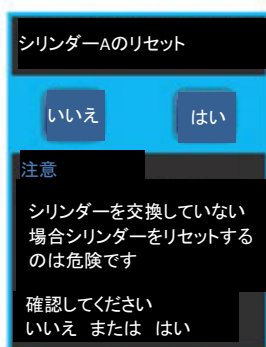 シリンダーAのリセット
いいえ
はい
注意
シリンダーを交換していない
場合シリンダーをリセットする
のは危険です
確認してください
いいえ または はい